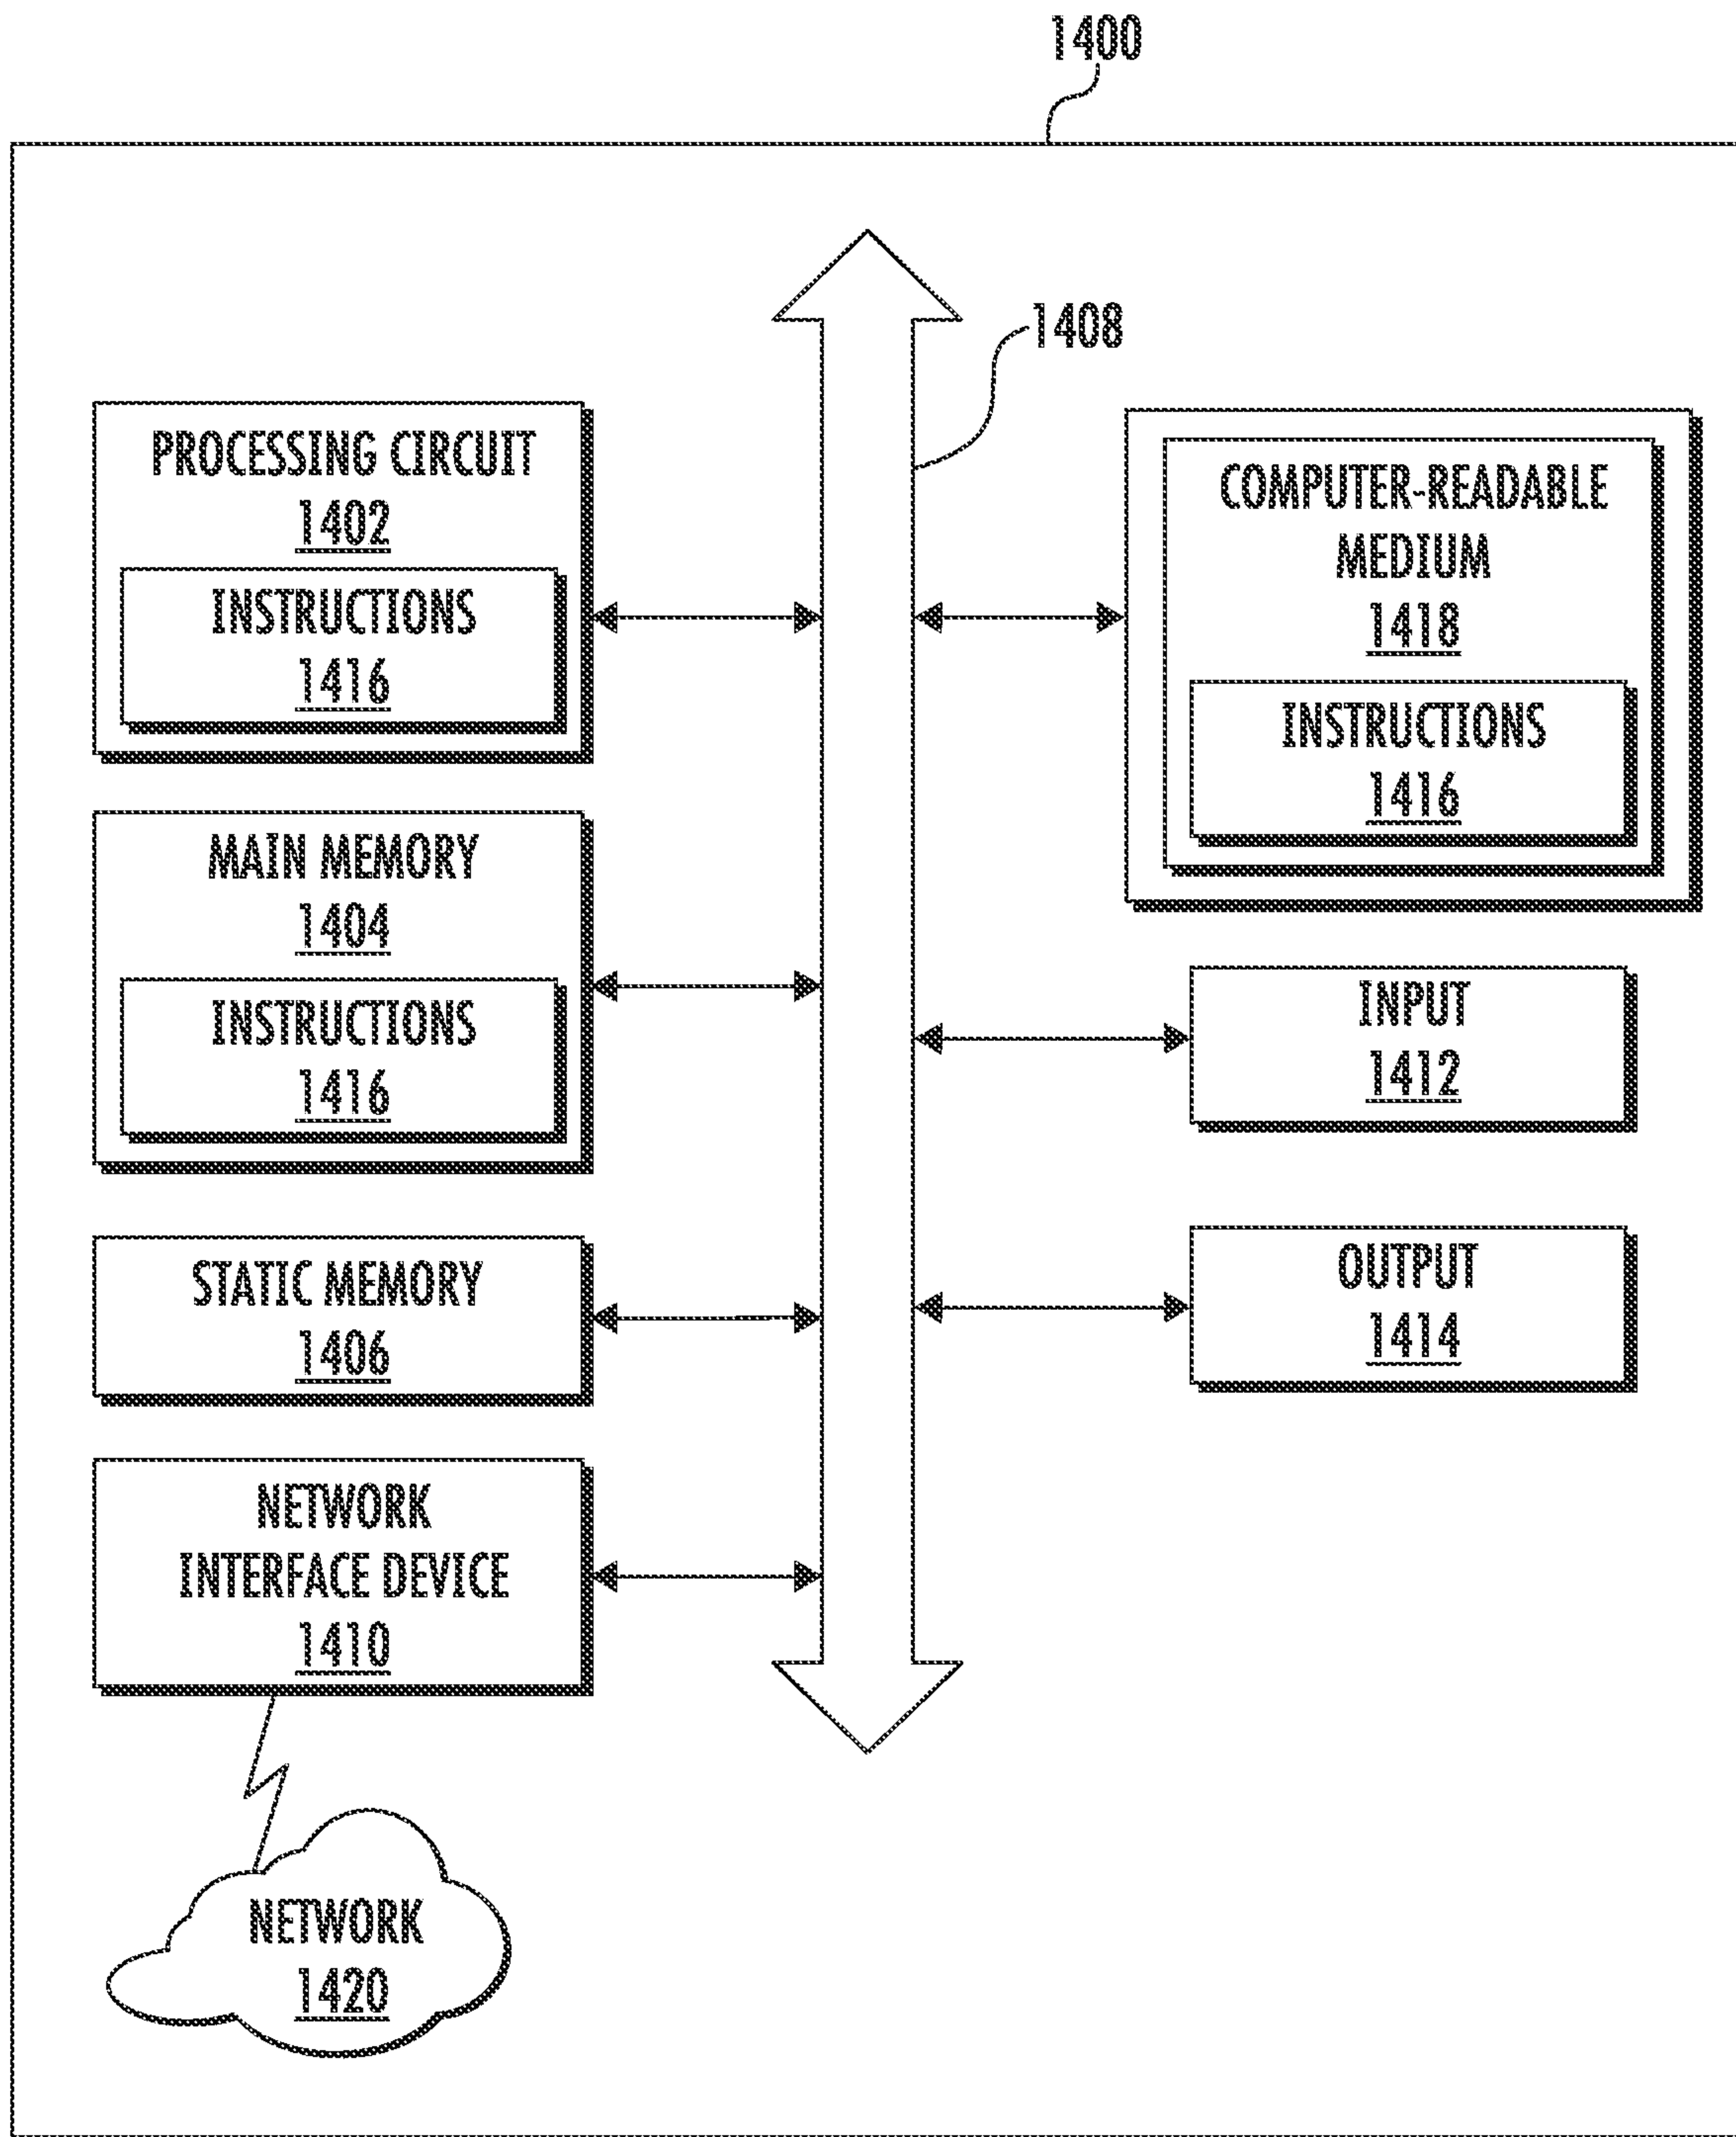 1400
1408
PROCESSING CIRCUIT
1402
INSTRUCTIONS
1416
MAIN MEMORY
1404
INSTRUCTIONS
1416
STATIC MEMORY
1406
NETWORK
INTERFACE DEVICE
1410
NETWORK
1420
COMPUTER-READABLE
MEDIUM
1418
INSTRUCTIONS
1416
INPUT
1412
OUTPUT
1414